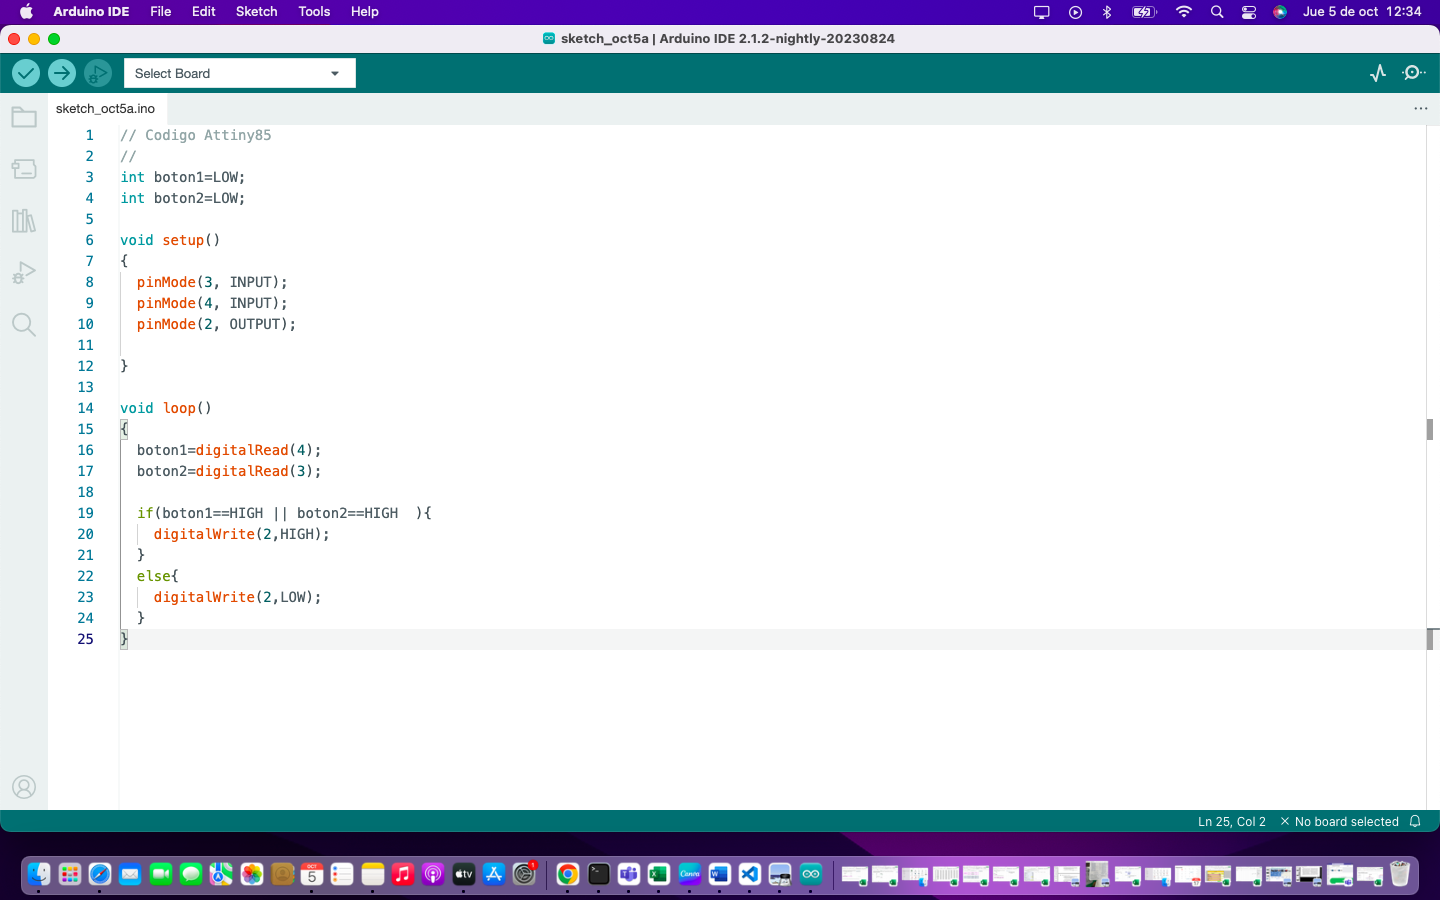 Arduino IDE File Edit Sketch Tools Help Jue 5 de oct 12:34
sketch_oct5a | Arduino IDE 2.1.2-nightly-20230824
Select Board
sketch_oct5a.ino
1 // Codigo Attiny85
2 //
3 int boton1=LOW;
4 int boton2=LOW;
5
6 void setup()
7 {
8 pinMode(3, INPUT);
9 pinMode(4, INPUT);
10 pinMode(2, OUTPUT);
11
12 }
13
14 void loop()
15 {
16 boton1=digitalRead(4);
17 boton2=digitalRead(3);
18
19 if(boton1==HIGH || boton2==HIGH ){
20 digitalWrite(2,HIGH);
21 }
22 else{
23 digitalWrite(2,LOW);
24 }
25 }
Ln 25, Col 2 × No board selected
OCT
5
tv
1
Canva